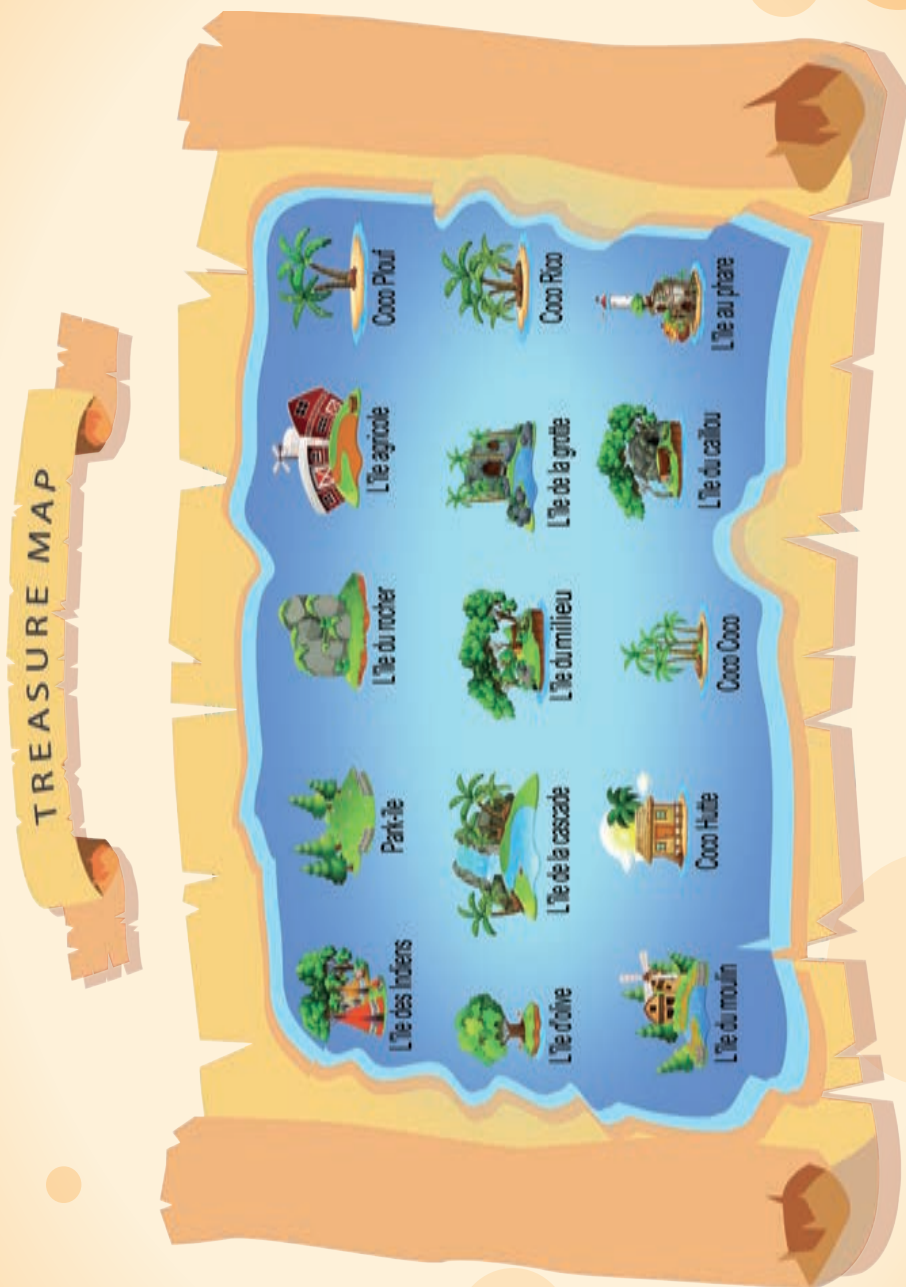 TREASURE MAP
L'île des Indiens
Park-île
L'île du rocher
L'île agricole
Coco Plouf
L'île d'olive
L'île de la cascade
L'île du milieu
L'île de la grotte
Coco Rico
L'île du moulin
Coco Hutte
Coco Coco
L'île du caillou
L'île au phare